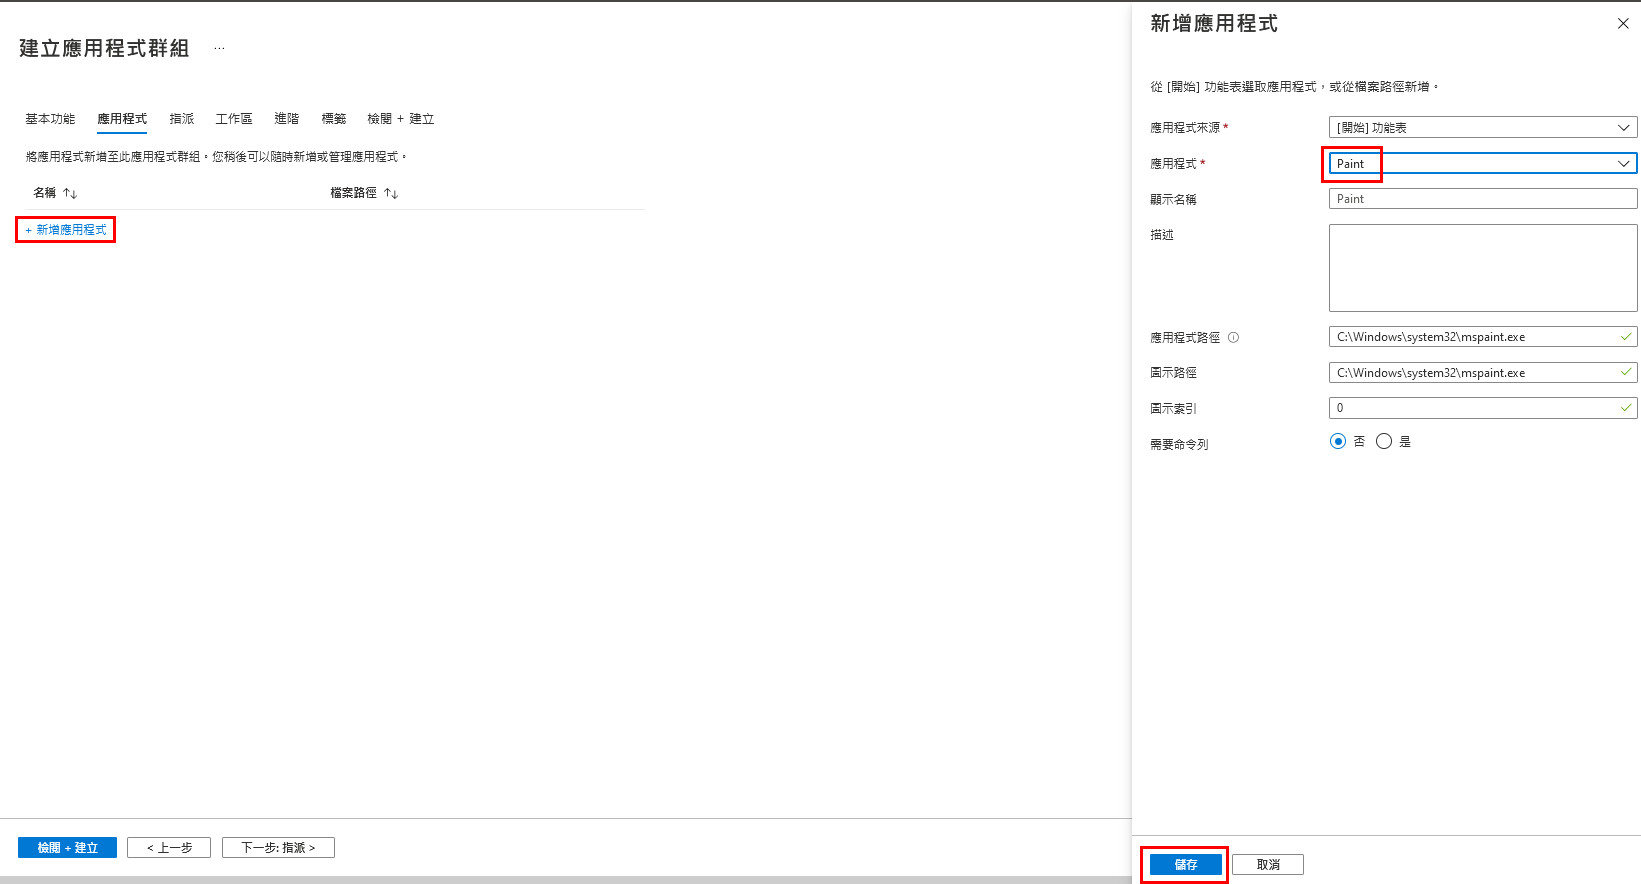 建立應用程式群組 ...
基本功能 應用程式 指派 工作區 進階 標籤 檢閱 + 建立
將應用程式新增至此應用程式群組。您稍後可以隨時新增或管理應用程式。
名稱 ↑↓ 檔案路徑 ↑↓
+ 新增應用程式
檢閱 + 建立 < 上一步 下一步: 指派 >
新增應用程式
從 [開始] 功能表選取應用程式，或從檔案路徑新增。
應用程式來源 * [開始] 功能表
應用程式 * Paint
顯示名稱 Paint
描述
應用程式路徑 C:\Windows\system32\mspaint.exe
圖示路徑 C:\Windows\system32\mspaint.exe
圖示索引 0
需要命令列 否 是
儲存 取消